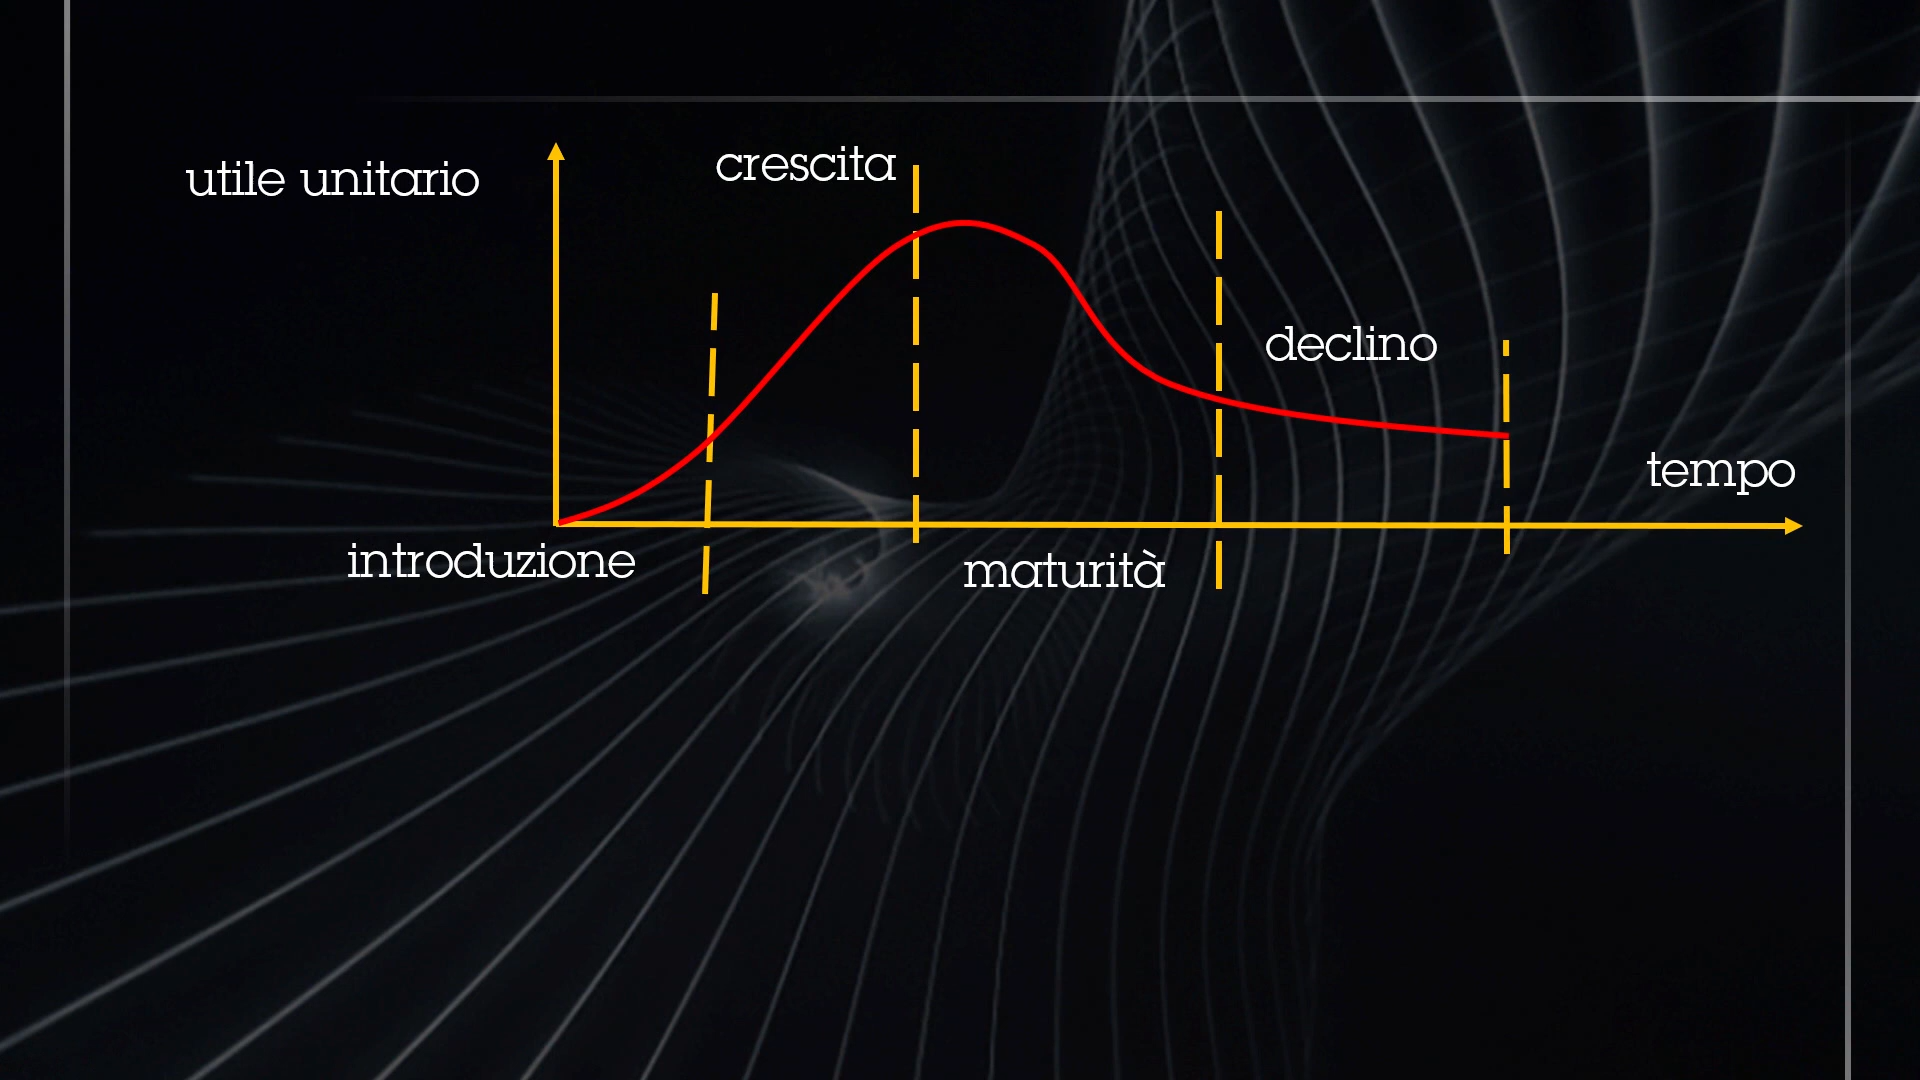 utile unitario
crescita
declino
tempo
introduzione
maturità